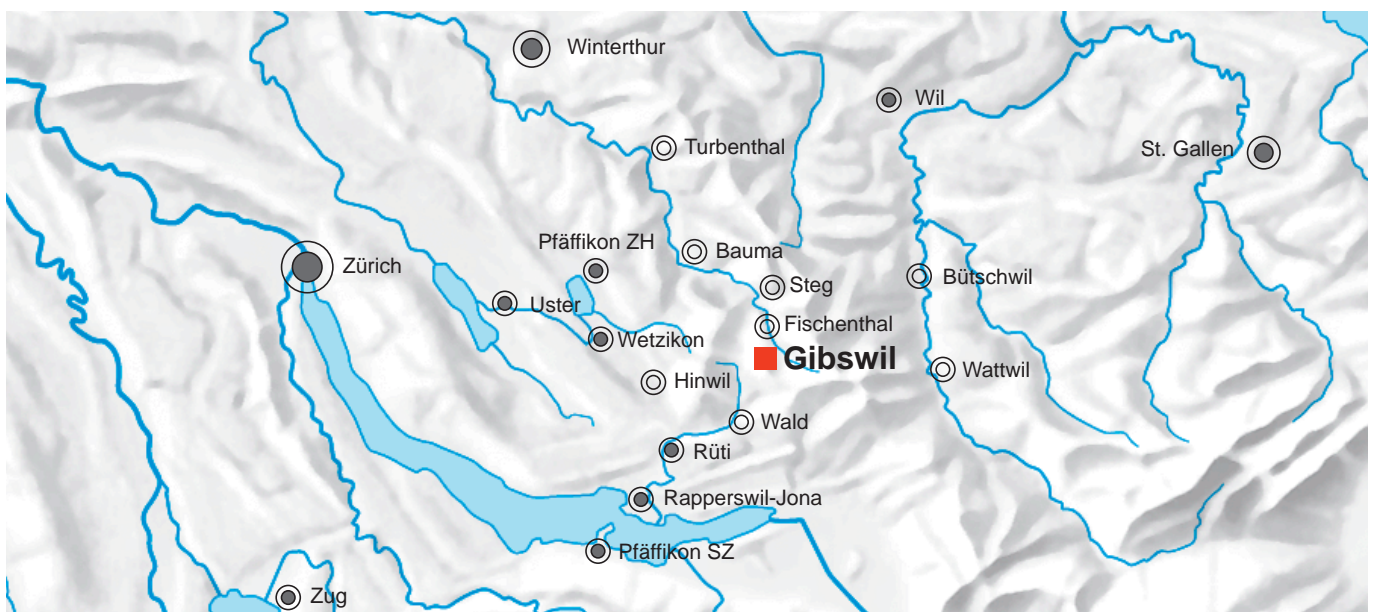 Winterthur
Wil
Turbenthal
St. Gallen
Pfäffikon ZH
Bauma
Zürich
Steg
Bütschwil
Uster
Fischenthal
Wetzikon
Gibswil
Wattwil
Hinwil
Wald
Rüti
Rapperswil-Jona
Pfäffikon SZ
Zug